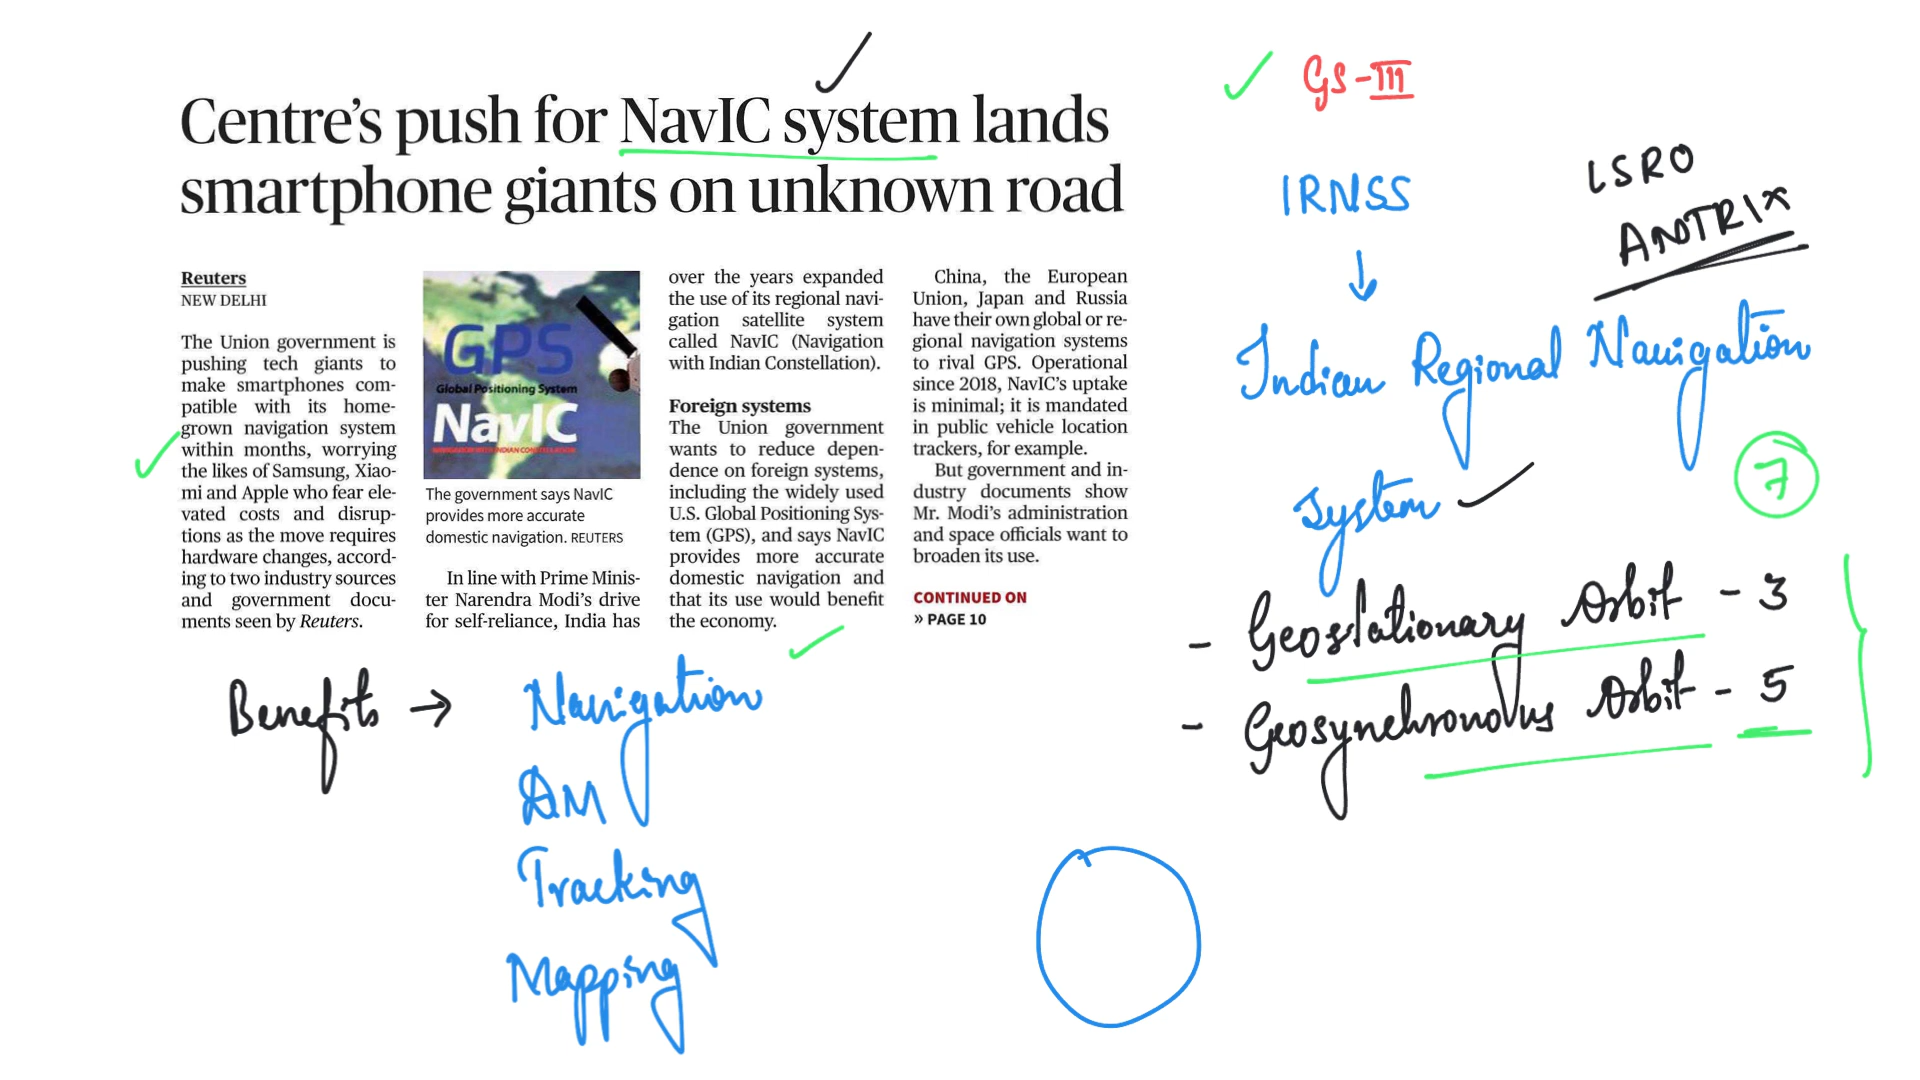 Centre's push for NavIC system lands
smartphone giants on unknown road
Reuters
NEW DELHI
The Union government is
pushing tech giants to
make smartphones com-
patible with its home-
grown navigation system
within months, worrying
the likes of Samsung, Xiao-
mi and Apple who fear ele-
vated costs and disrup-
tions as the move requires
hardware changes, accord-
ing to two industry sources
and government docu-
ments seen by Reuters.
GPS
Global Positioning System
NavIC
NAVIGATION WITH INDIAN CONSTELLATION
The government says NavIC
provides more accurate
domestic navigation. REUTERS
In line with Prime Minis-
ter Narendra Modi's drive
for self-reliance, India has
over the years expanded
the use of its regional navi-
gation satellite system
called NavIC (Navigation
with Indian Constellation).
Foreign systems
The Union government
wants to reduce depen-
dence on foreign systems,
including the widely used
U.S. Global Positioning Sys-
tem (GPS), and says NavIC
provides more accurate
domestic navigation and
that its use would benefit
the economy.
China, the European
Union, Japan and Russia
have their own global or re-
gional navigation systems
to rival GPS. Operational
since 2018, NavIC's uptake
is minimal; it is mandated
in public vehicle location
trackers, for example.
But government and in-
dustry documents show
Mr. Modi's administration
and space officials want to
broaden its use.
CONTINUED ON
» PAGE 10
GS-III
IRNSS
ISRO
ANTRIX
Indian Regional Navigation
System
7
- Geostationary Orbit - 3
- Geosynchronous Orbit - 5
Benefits → Navigation
DM
Tracking
Mapping